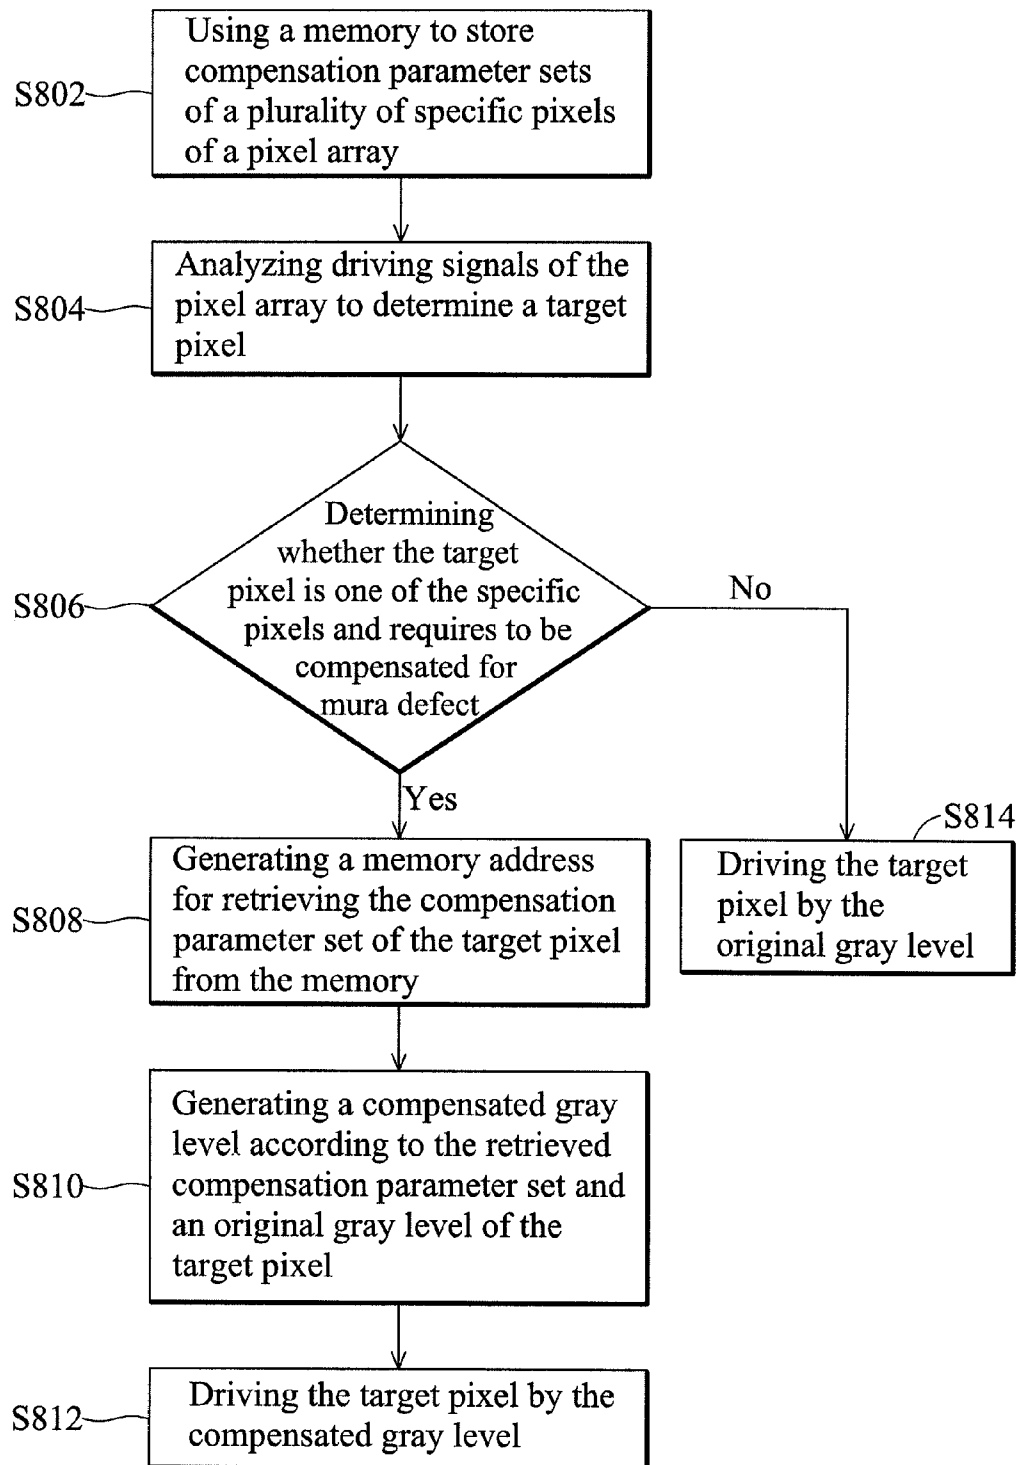 Using a memory to store
compensation parameter sets
of a plurality of specific pixels
of a pixel array
S802
Analyzing driving signals of the
pixel array to determine a target
pixel
S804
Determining
whether the target
pixel is one of the specific
pixels and requires to be
compensated for
mura defect
S806
No
Yes
S814
Driving the target
pixel by the
original gray level
Generating a memory address
for retrieving the compensation
parameter set of the target pixel
from the memory
S808
Generating a compensated gray
level according to the retrieved
compensation parameter set and
an original gray level of the
target pixel
S810
Driving the target pixel by the
compensated gray level
S812